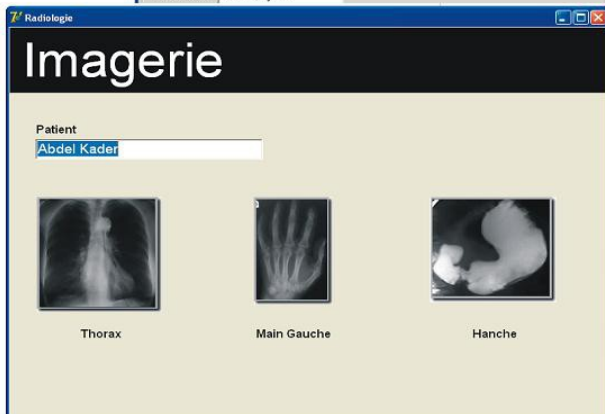 Radiologie
Imagerie
Patient
Abdel Kader
Thorax
Main Gauche
Hanche